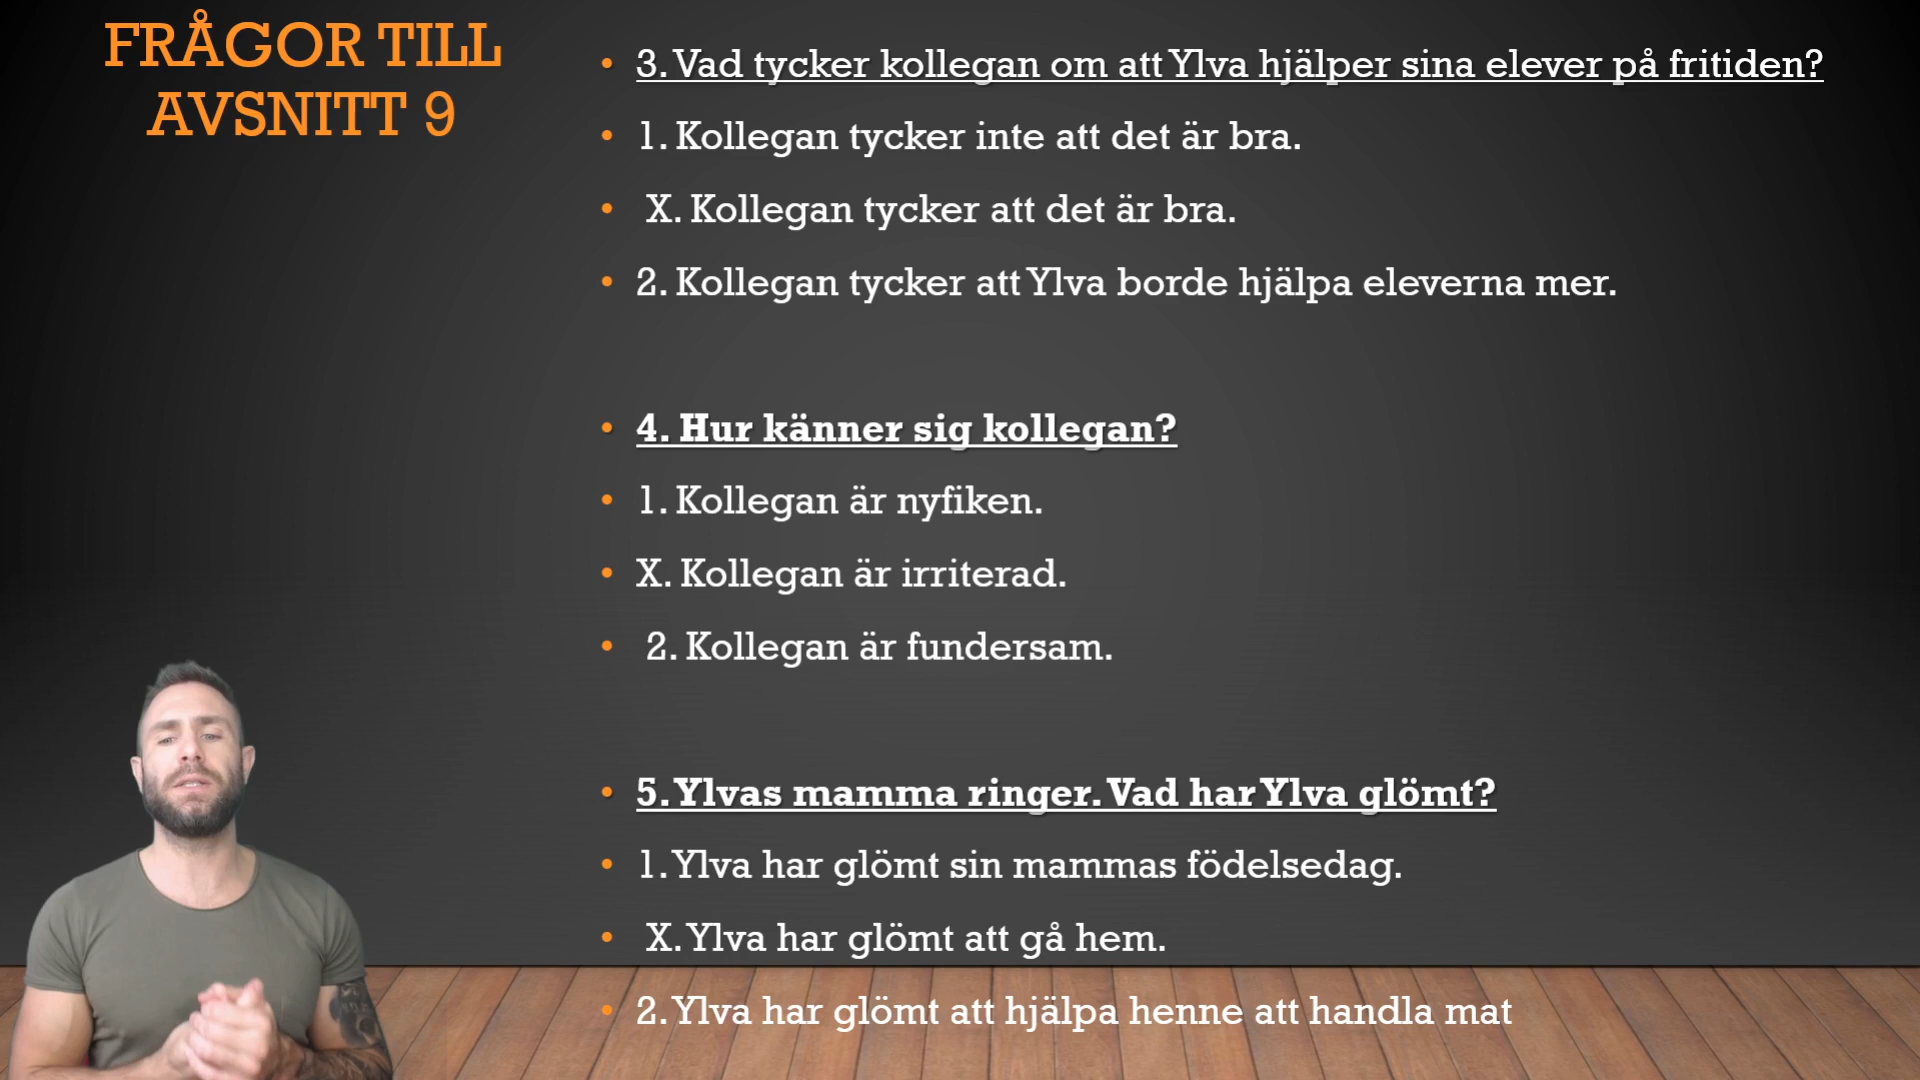 FRÅGOR TILL
AVSNITT 9
• 3. Vad tycker kollegan om att Ylva hjälper sina elever på fritiden?
• 1. Kollegan tycker inte att det är bra.
• X. Kollegan tycker att det är bra.
• 2. Kollegan tycker att Ylva borde hjälpa eleverna mer.
• 4. Hur känner sig kollegan?
• 1. Kollegan är nyfiken.
• X. Kollegan är irriterad.
• 2. Kollegan är fundersam.
• 5. Ylvas mamma ringer. Vad har Ylva glömt?
• 1. Ylva har glömt sin mammas födelsedag.
• X. Ylva har glömt att gå hem.
• 2. Ylva har glömt att hjälpa henne att handla mat